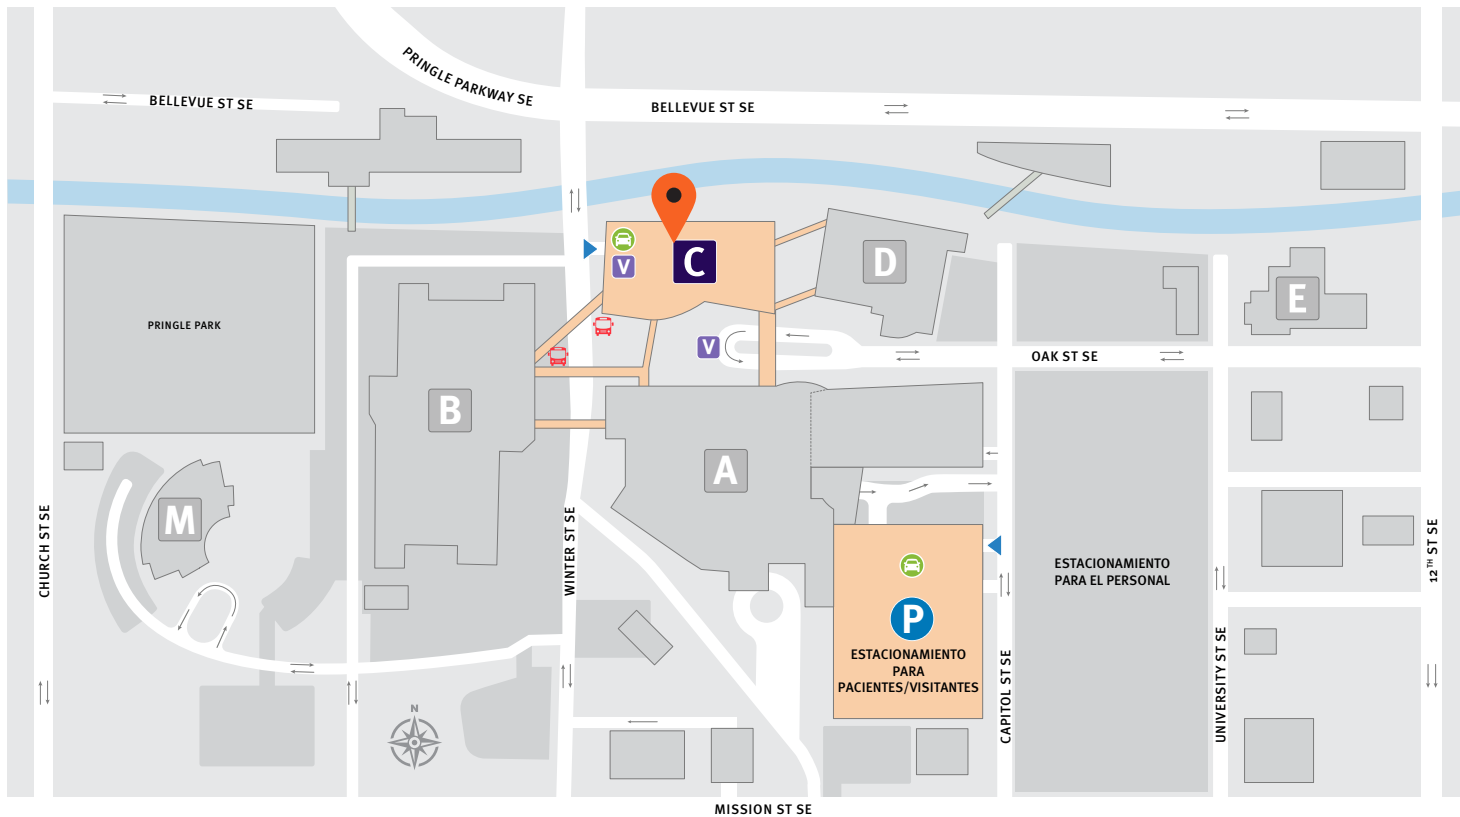 PRINGLE PARKWAY SE
BELLEVUE ST SE
BELLEVUE ST SE
V
C
D
E
PRINGLE PARK
V
OAK ST SE
B
A
M
CHURCH ST SE
WINTER ST SE
12TH ST SE
ESTACIONAMIENTO
PARA EL PERSONAL
P
ESTACIONAMIENTO
PARA
PACIENTES/VISITANTES
CAPITOL ST SE
UNIVERSITY ST SE
N
MISSION ST SE